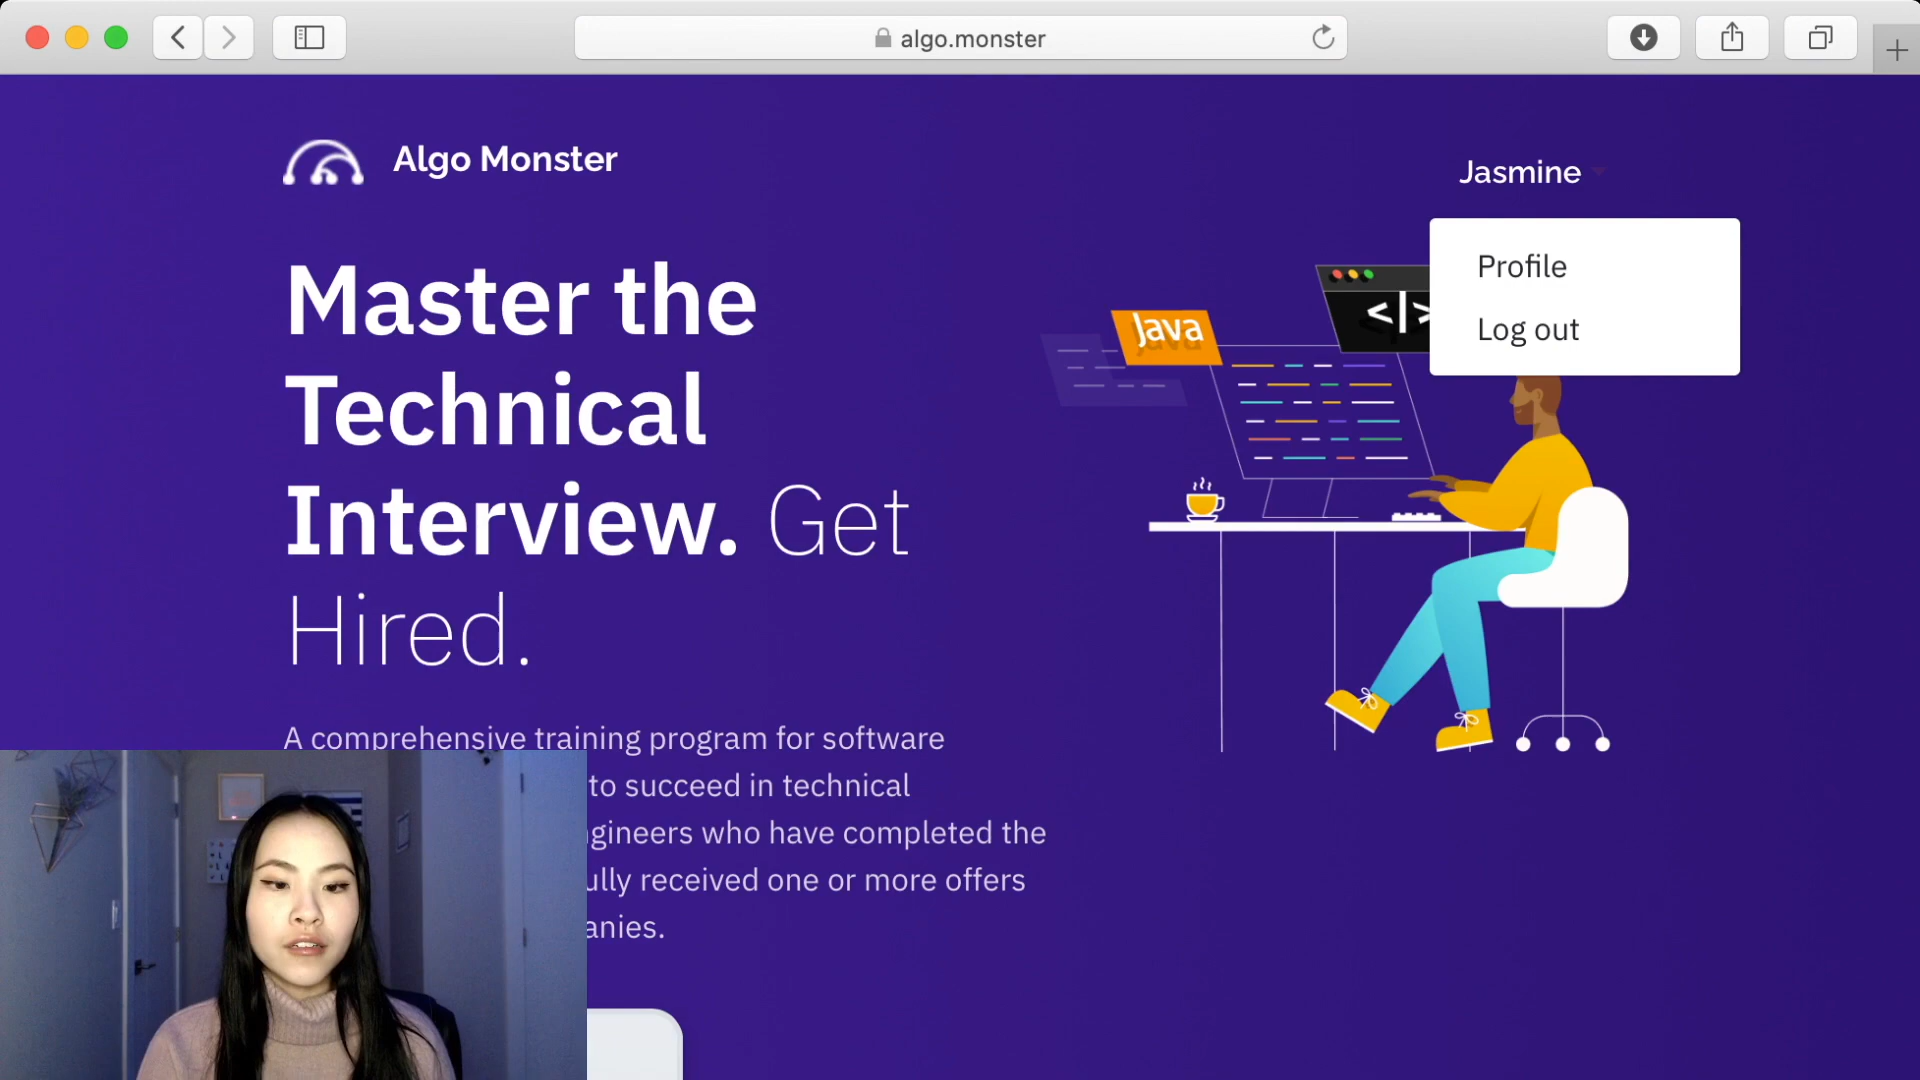 algo.monster
Algo Monster
Jasmine
Profile
Log out
Master the
Technical
Interview. Get
Hired.
Java
</>
A comprehensive training program for software
to succeed in technical
gineers who have completed the
ully received one or more offers
anies.